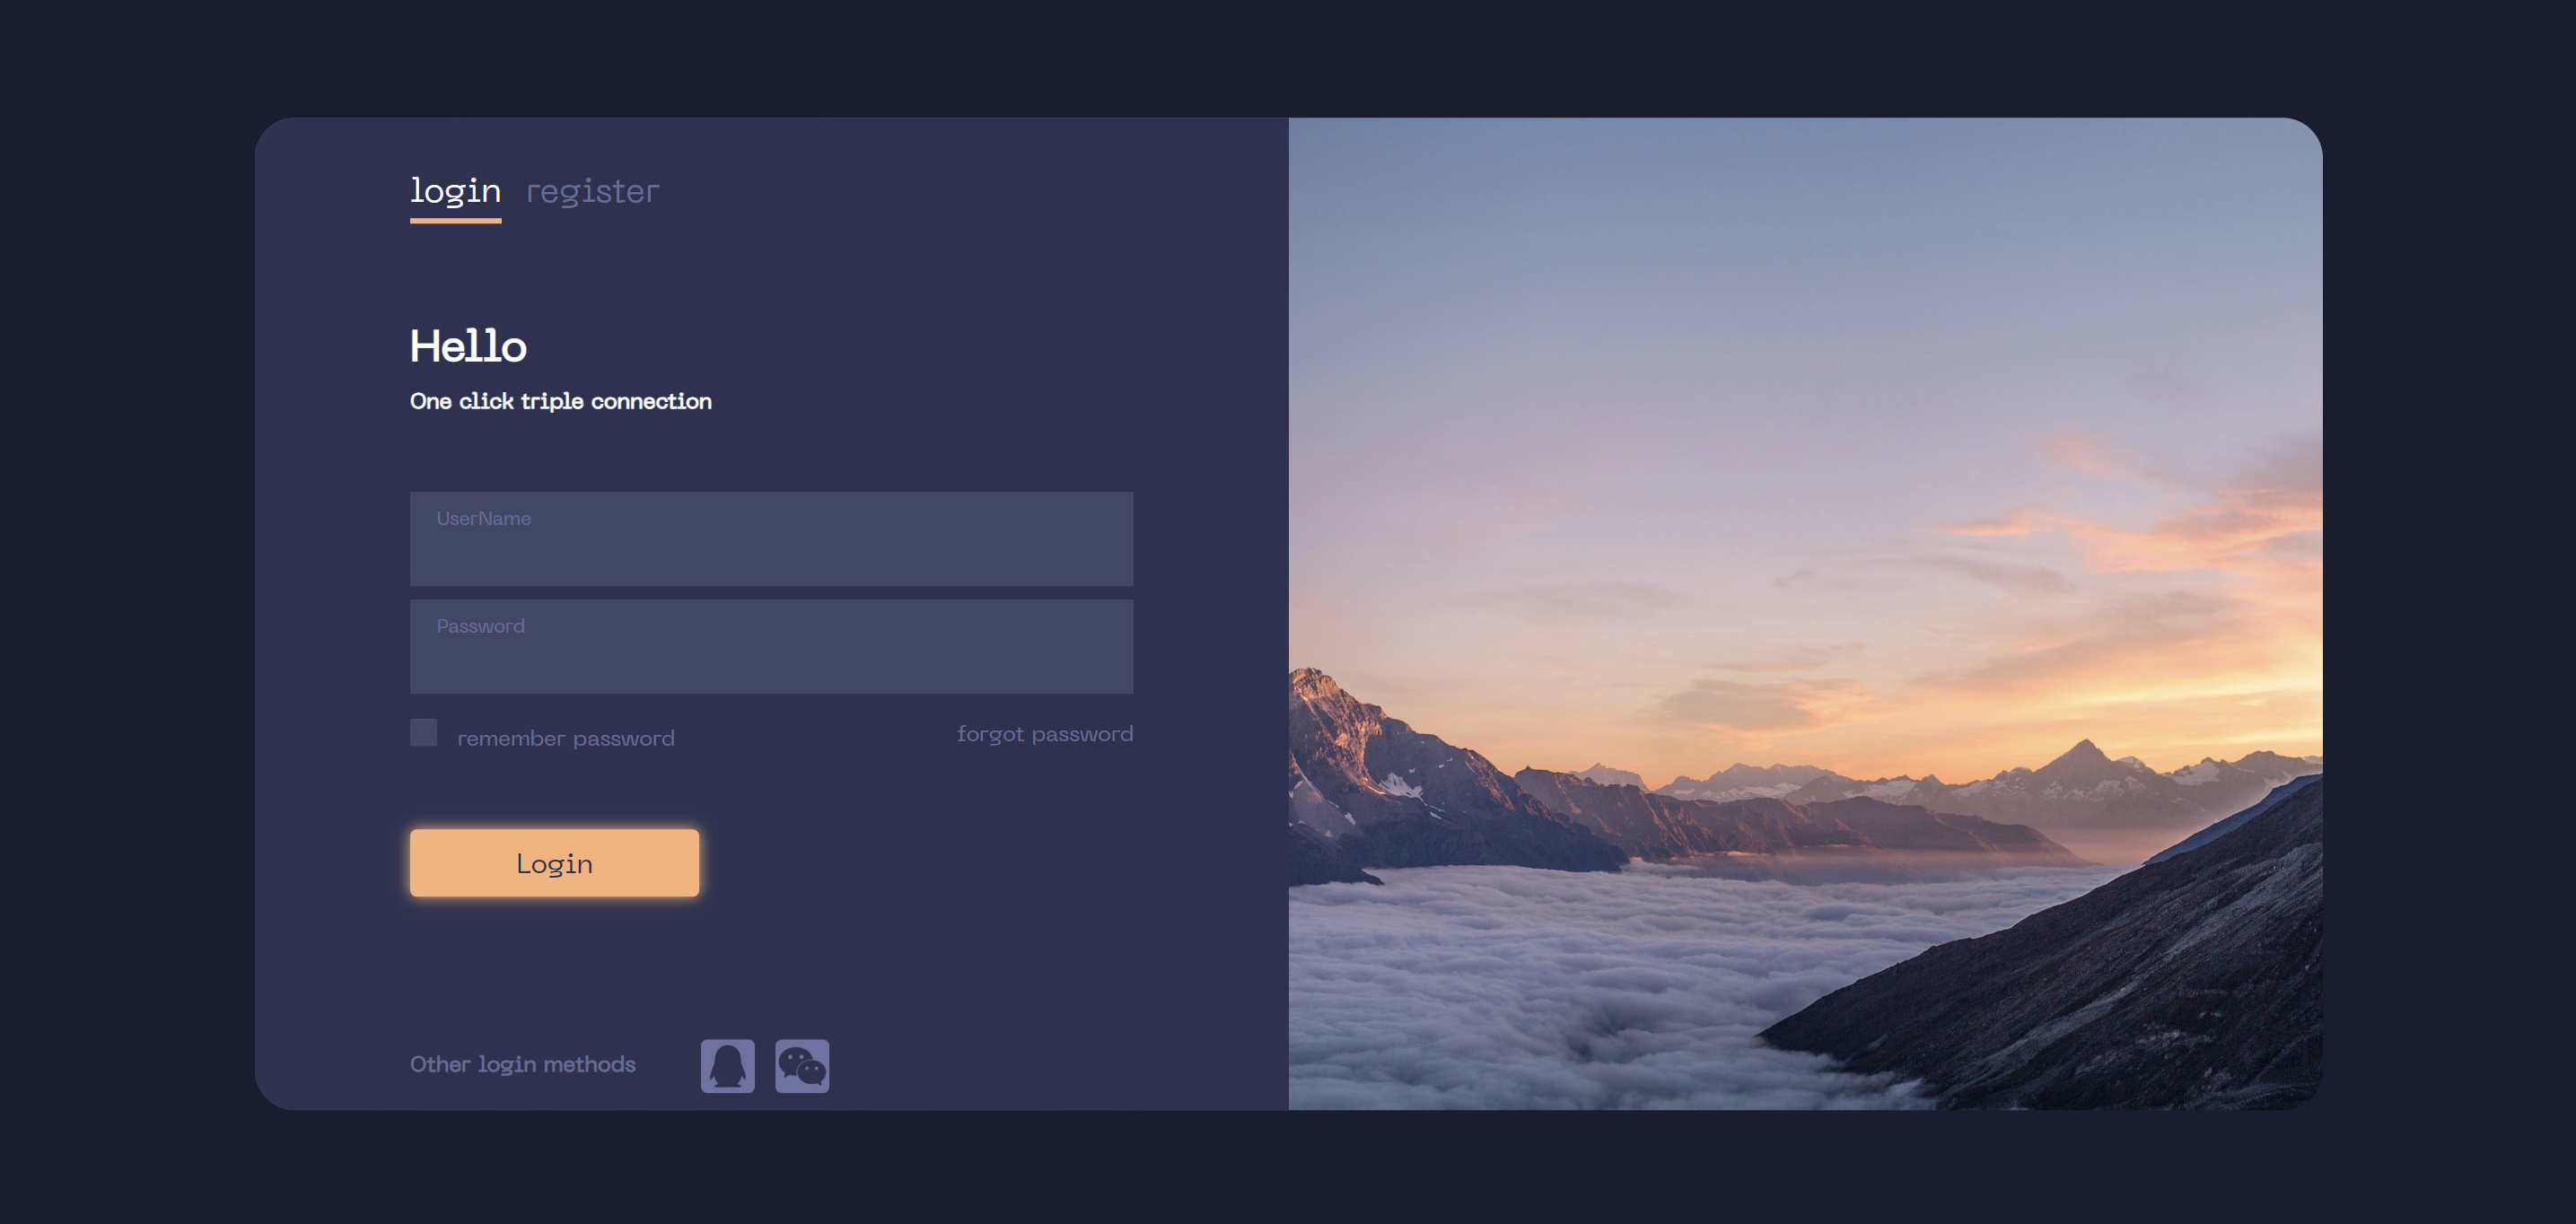 login register
Hello
One click triple connection
UserName
Password
remember password
forgot password
Login
Other login methods